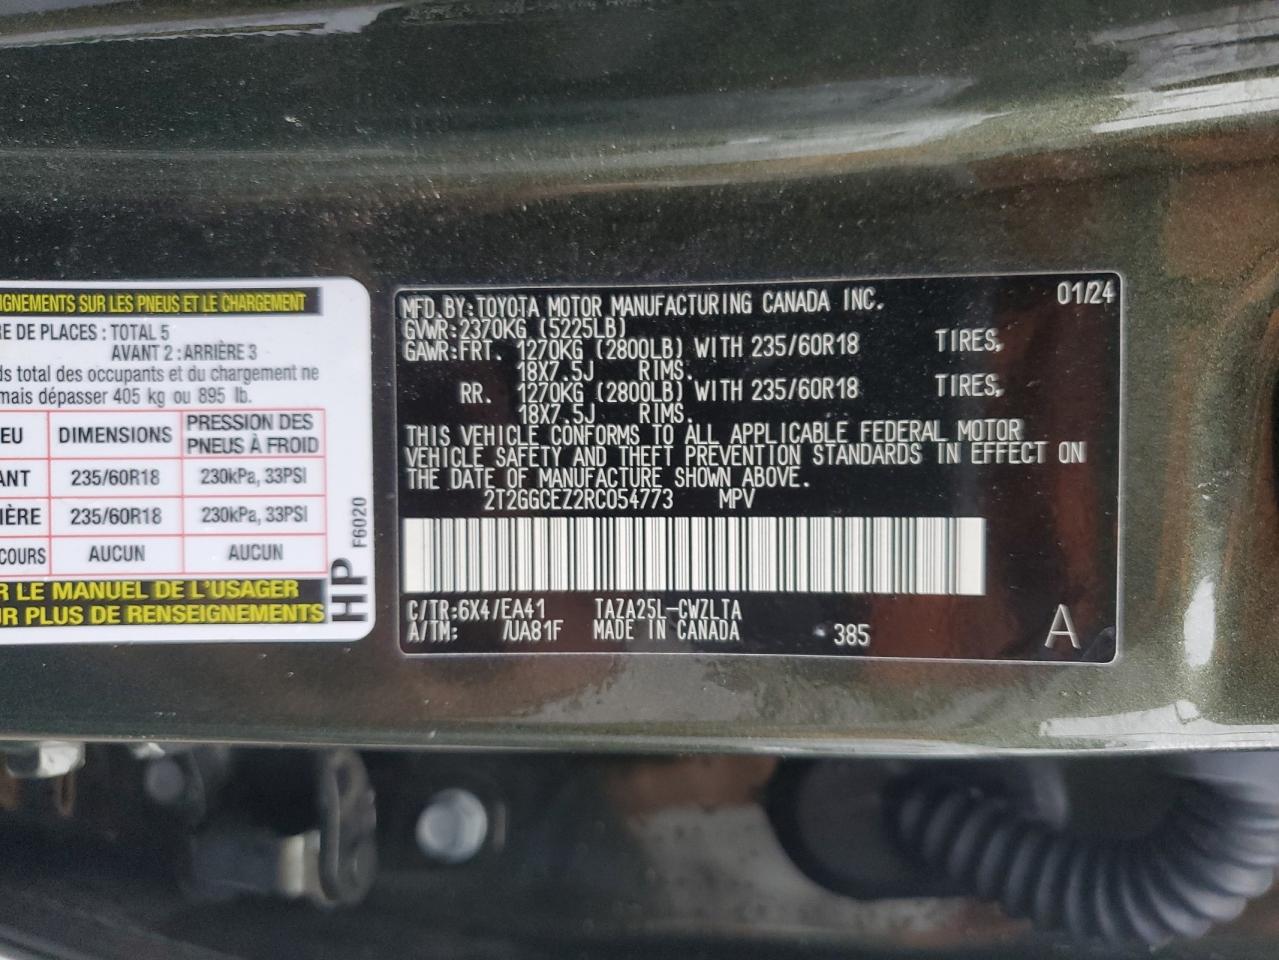 IGNEMENTS SUR LES PNEUS ET LE CHARGEMENT
RE DE PLACES : TOTAL 5
AVANT 2 : ARRIÈRE 3
ds total des occupants et du chargement ne
mais dépasser 405 kg ou 895 lb.
EU DIMENSIONS PRESSION DES PNEUS À FROID
ANT 235/60R18 230kPa, 33PSI
IÈRE 235/60R18 230kPa, 33PSI
COURS AUCUN AUCUN
R LE MANUEL DE L'USAGER
UR PLUS DE RENSEIGNEMENTS
HP F6020
MFD.BY:TOYOTA MOTOR MANUFACTURING CANADA INC. 01/24
GVWR:2370KG (5225LB)
GAWR:FRT. 1270KG (2800LB) WITH 235/60R18 TIRES,
18X7.5J RIMS.
RR. 1270KG (2800LB) WITH 235/60R18 TIRES,
18X7.5J RIMS.
THIS VEHICLE CONFORMS TO ALL APPLICABLE FEDERAL MOTOR
VEHICLE SAFETY AND THEFT PREVENTION STANDARDS IN EFFECT ON
THE DATE OF MANUFACTURE SHOWN ABOVE.
2T2GGCEZ2RC054773 MPV
C/TR:6X4/EA41 TAZA25L-CWZLTA
A/TM: /UA81F MADE IN CANADA 385 A